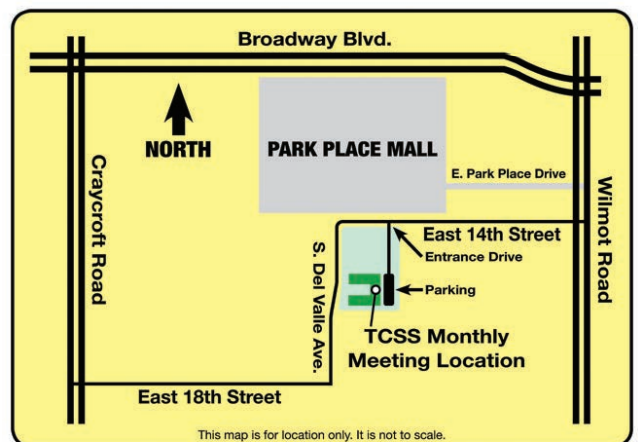 Broadway Blvd.
NORTH
PARK PLACE MALL
E. Park Place Drive
Craycroft Road
Wilmot Road
East 14th Street
Entrance Drive
S. Del Valle Ave.
Parking
TCSS Monthly
Meeting Location
East 18th Street
This map is for location only. It is not to scale.